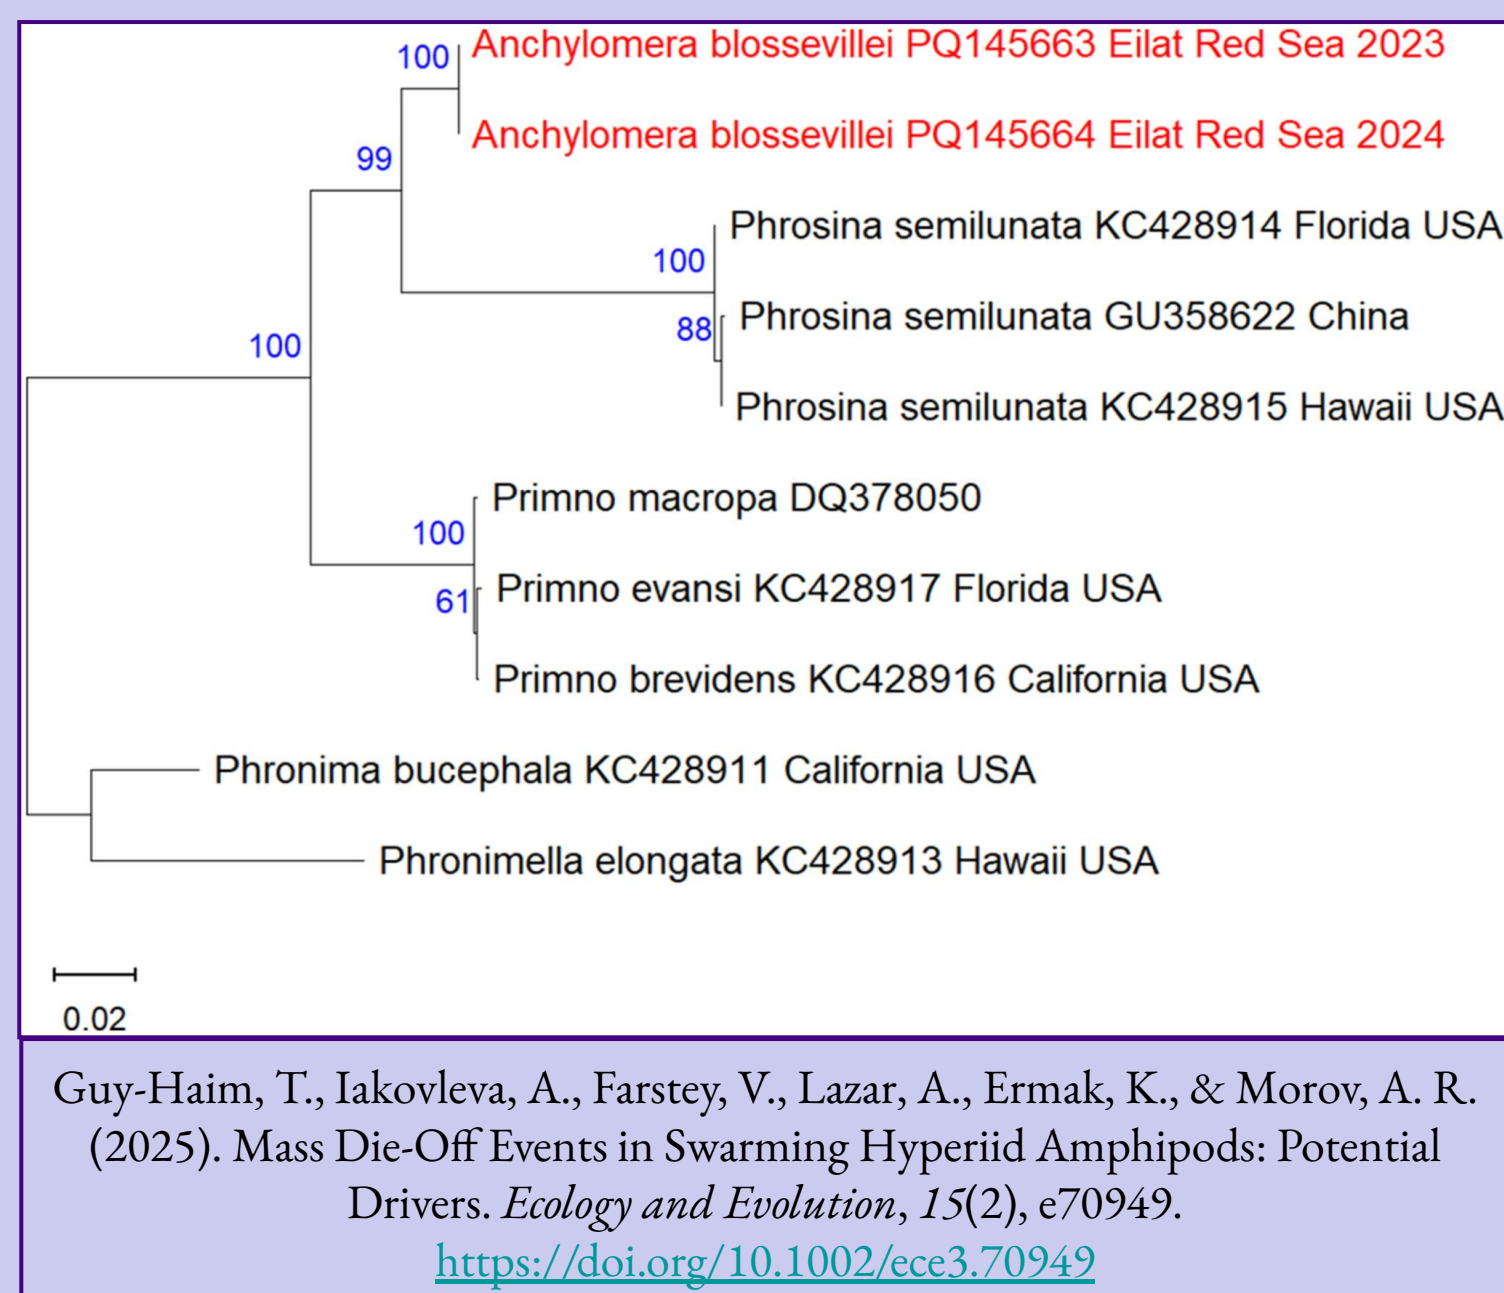 100 Anchylomera blossevillei PQ145663 Eilat Red Sea 2023
Anchylomera blossevillei PQ145664 Eilat Red Sea 2024
99
Phrosina semilunata KC428914 Florida USA
100
Phrosina semilunata GU358622 China
88
100
Phrosina semilunata KC428915 Hawaii USA
Primno macropa DQ378050
100
Primno evansi KC428917 Florida USA
61
Primno brevidens KC428916 California USA
Phronima bucephala KC428911 California USA
Phronimella elongata KC428913 Hawaii USA
0.02
Guy-Haim, T., Iakovleva, A., Farstey, V., Lazar, A., Ermak, K., & Morov, A. R.
(2025). Mass Die-Off Events in Swarming Hyperiid Amphipods: Potential
Drivers. Ecology and Evolution, 15(2), e70949.
https://doi.org/10.1002/ece3.70949